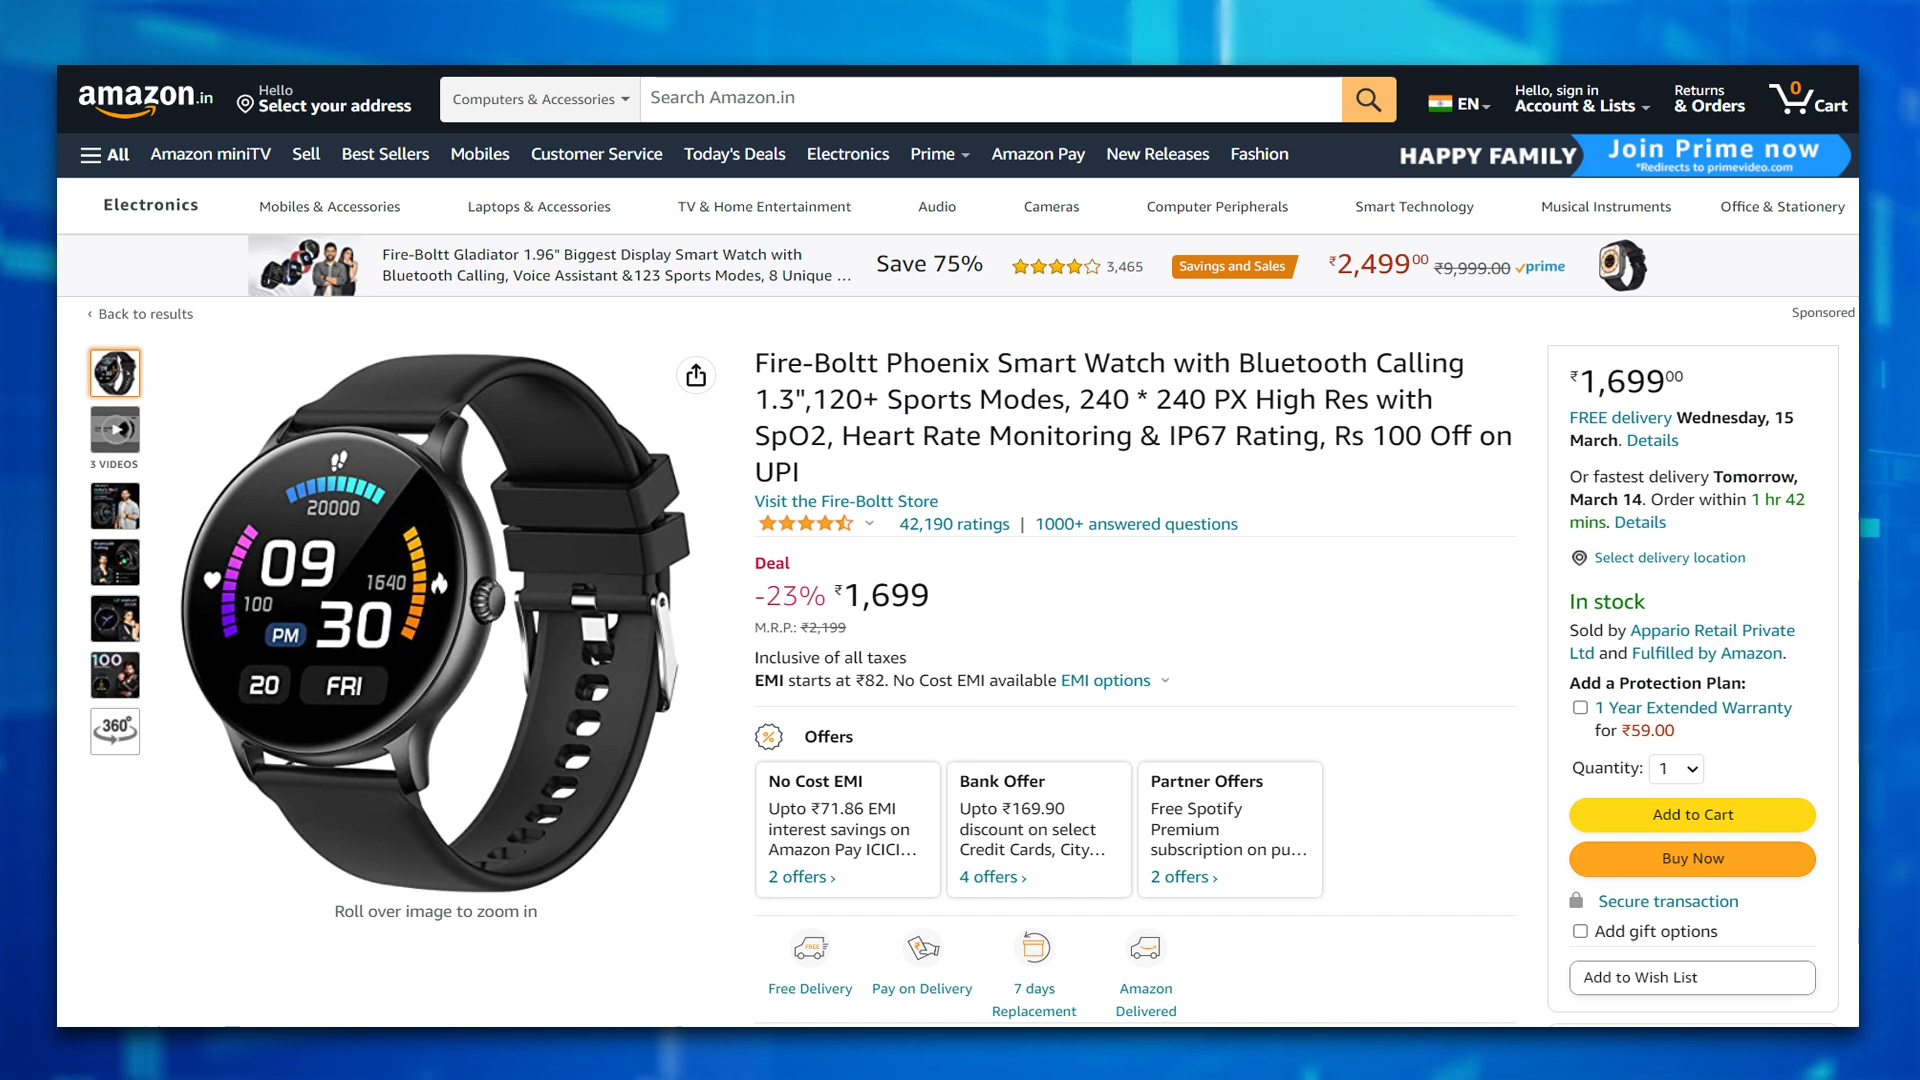 amazon.in
Hello
Select your address
Computers & Accessories
Search Amazon.in
EN
Hello, sign in
Account & Lists
Returns
& Orders
0
Cart
All
Amazon miniTV
Sell
Best Sellers
Mobiles
Customer Service
Today's Deals
Electronics
Prime
Amazon Pay
New Releases
Fashion
HAPPY FAMILY
Join Prime now
*Redirects to primevideo.com
Electronics
Mobiles & Accessories
Laptops & Accessories
TV & Home Entertainment
Audio
Cameras
Computer Peripherals
Smart Technology
Musical Instruments
Office & Stationery
Fire-Boltt Gladiator 1.96" Biggest Display Smart Watch with
Bluetooth Calling, Voice Assistant &123 Sports Modes, 8 Unique ...
Save 75%
3,465
Savings and Sales
₹2,49900
₹9,999.00
prime
‹ Back to results
Sponsored
3 VIDEOS
100
360°
20000
09
100
1640
PM
30
20
FRI
Roll over image to zoom in
Fire-Boltt Phoenix Smart Watch with Bluetooth Calling
1.3",120+ Sports Modes, 240 * 240 PX High Res with
SpO2, Heart Rate Monitoring & IP67 Rating, Rs 100 Off on
UPI
Visit the Fire-Boltt Store
42,190 ratings | 1000+ answered questions
Deal
-23% ₹1,699
M.R.P.: ₹2,199
Inclusive of all taxes
EMI starts at ₹82. No Cost EMI available EMI options
Offers
No Cost EMI
Upto ₹71.86 EMI
interest savings on
Amazon Pay ICICI...
2 offers ›
Bank Offer
Upto ₹169.90
discount on select
Credit Cards, City...
4 offers ›
Partner Offers
Free Spotify
Premium
subscription on pu...
2 offers ›
FREE
Free Delivery
Pay on Delivery
7 days
Replacement
Amazon
Delivered
₹1,69900
FREE delivery Wednesday, 15
March. Details
Or fastest delivery Tomorrow,
March 14. Order within 1 hr 42
mins. Details
Select delivery location
In stock
Sold by Appario Retail Private
Ltd and Fulfilled by Amazon.
Add a Protection Plan:
1 Year Extended Warranty
for ₹59.00
Quantity: 1
Add to Cart
Buy Now
Secure transaction
Add gift options
Add to Wish List